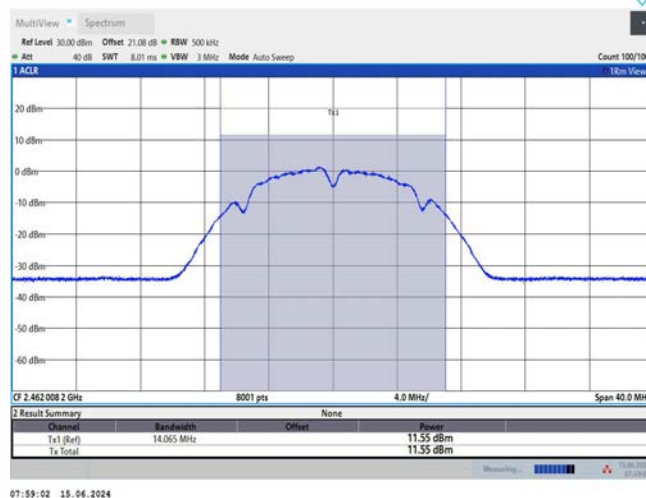 MultiView Spectrum
Ref Level 30.00 dBm Offset 21.08 dB RBW 500 kHz
Att 40 dB SWT 8.01 ms VBW 3 MHz Mode Auto Sweep Count 100/100
1 ACLR 1Rm View
Tx1
20 dBm
10 dBm
0 dBm
-10 dBm
-20 dBm
-30 dBm
-40 dBm
-50 dBm
-60 dBm
CF 2.462 008 2 GHz 8001 pts 4.0 MHz/ Span 40.0 MH
2 Result Summary None
Channel Bandwidth Offset Power
Tx1 (Ref) 14.065 MHz 11.55 dBm
Tx Total 11.55 dBm
Measuring...
07:59:02 15.06.2024